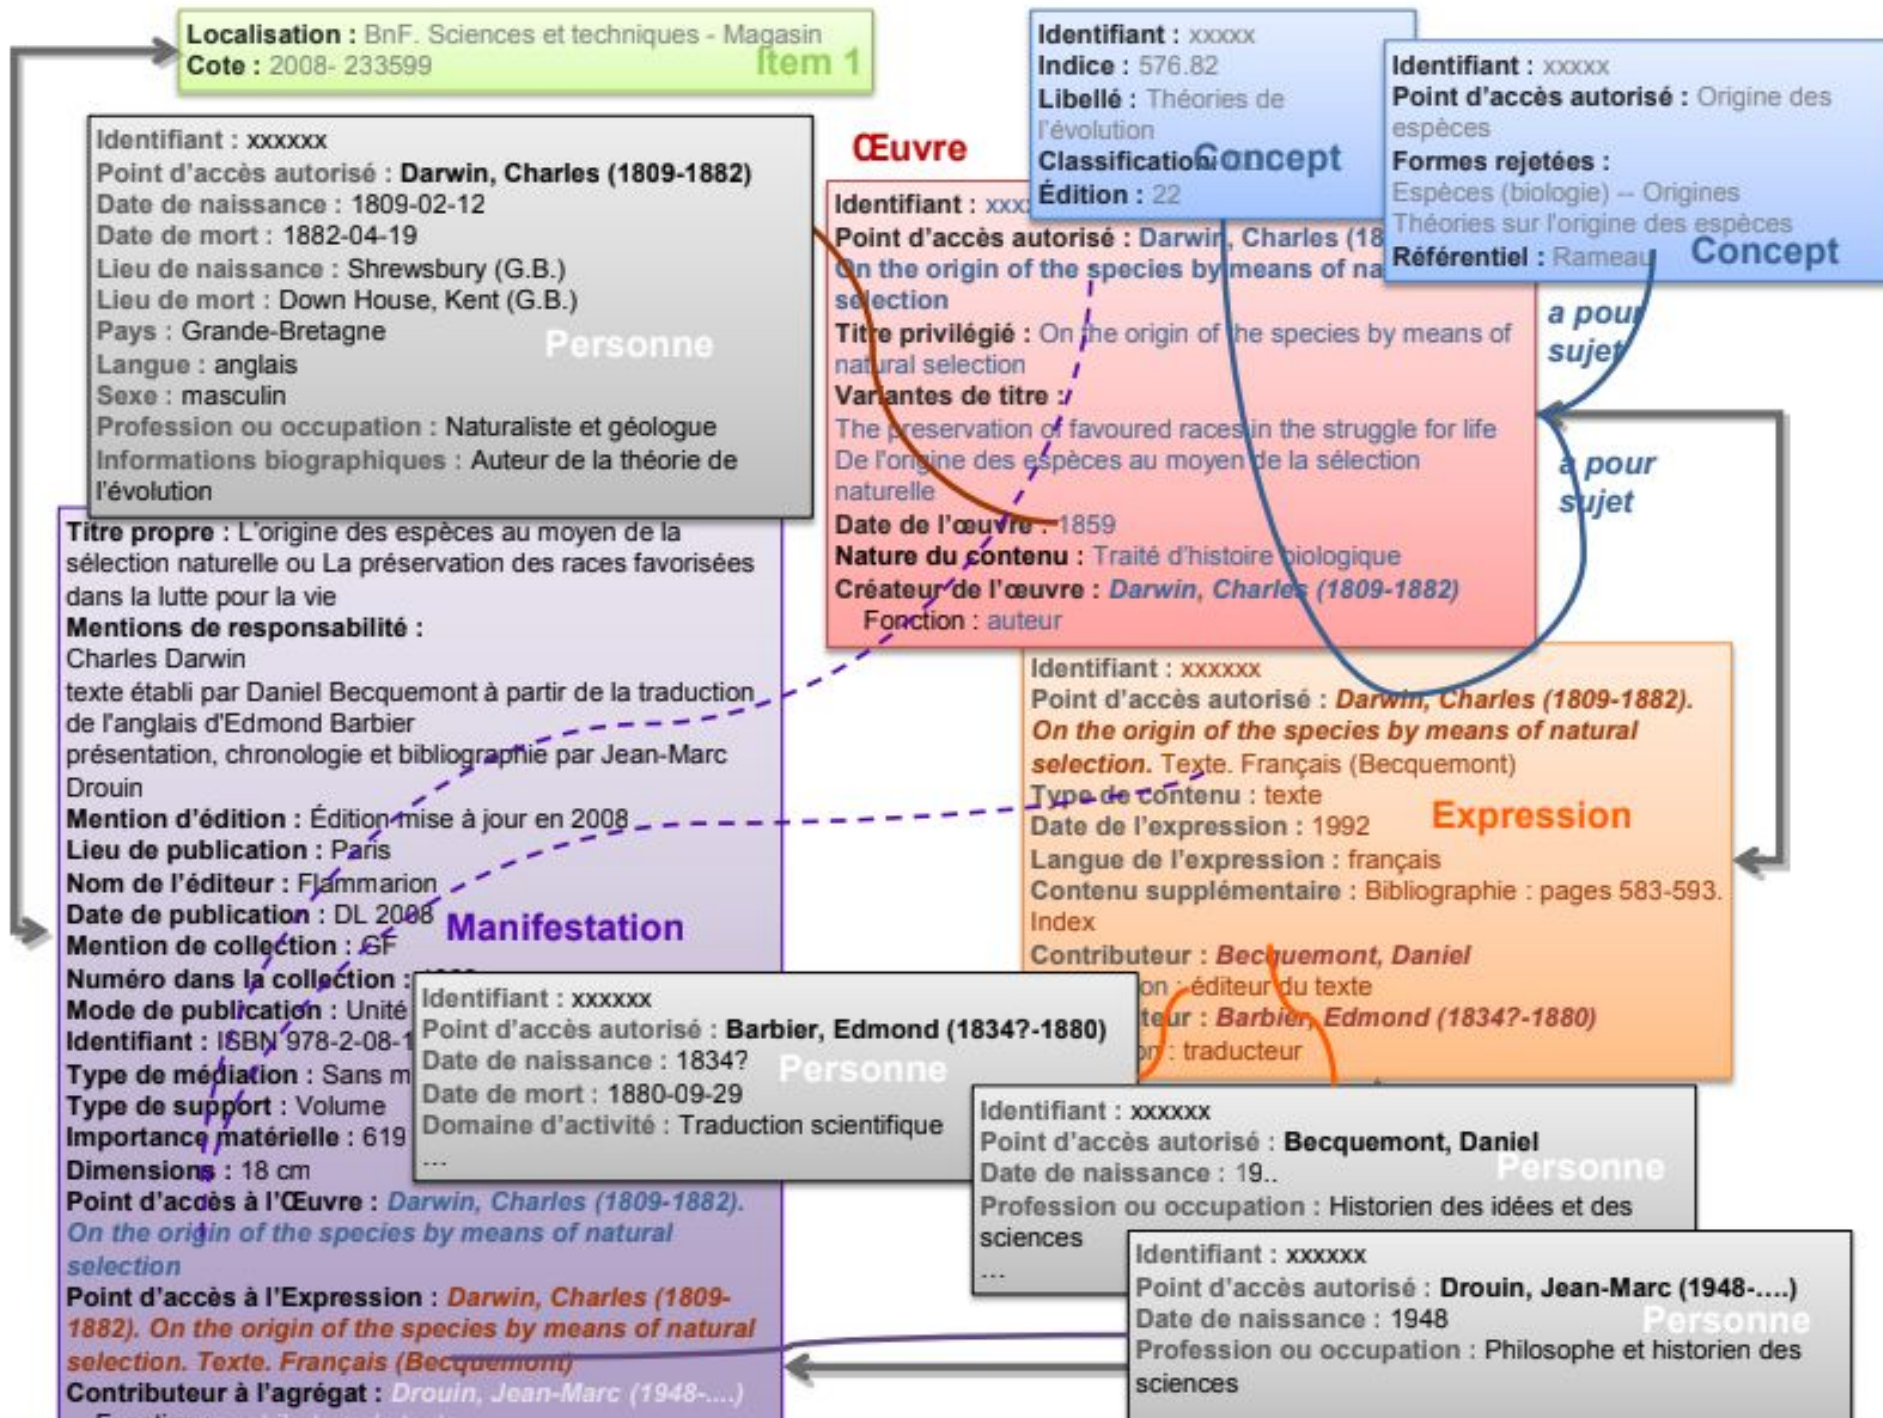 Localisation : BnF. Sciences et techniques - Magasin
Cote : 2008- 233599
Item 1
Identifiant : xxxxxx
Point d'accès autorisé : Darwin, Charles (1809-1882)
Date de naissance : 1809-02-12
Date de mort : 1882-04-19
Lieu de naissance : Shrewsbury (G.B.)
Lieu de mort : Down House, Kent (G.B.)
Pays : Grande-Bretagne
Personne
Langue : anglais
Sexe : masculin
Profession ou occupation : Naturaliste et géologue
Informations biographiques : Auteur de la théorie de
l'évolution
Œuvre
Identifiant : xxx
Point d'accès autorisé : Darwin, Charles (18
On the origin of the species by means of na
selection
Titre privilégié : On the origin of the species by means of
natural selection
Variantes de titre :
The preservation of favoured races in the struggle for life
De l'origine des espèces au moyen de la sélection
naturelle
Date de l'œuvre : 1859
Nature du contenu : Traité d'histoire biologique
Créateur de l'œuvre : Darwin, Charles (1809-1882)
Fonction : auteur
Identifiant : xxxxx
Indice : 576.82
Libellé : Théories de
l'évolution
Classification
Concept
Édition : 22
Identifiant : xxxxx
Point d'accès autorisé : Origine des
espèces
Formes rejetées :
Espèces (biologie) -- Origines
Théories sur l'origine des espèces
Référentiel : Rameau
Concept
a pour
sujet
a pour
sujet
Titre propre : L'origine des espèces au moyen de la
sélection naturelle ou La préservation des races favorisées
dans la lutte pour la vie
Mentions de responsabilité :
Charles Darwin
texte établi par Daniel Becquemont à partir de la traduction
de l'anglais d'Edmond Barbier
présentation, chronologie et bibliographie par Jean-Marc
Drouin
Mention d'édition : Édition mise à jour en 2008
Lieu de publication : Paris
Nom de l'éditeur : Flammarion
Date de publication : DL 2008
Manifestation
Mention de collection : GF
Numéro dans la collection :
Mode de publication : Unité
Identifiant : ISBN 978-2-08-1
Type de médiation : Sans m
Type de support : Volume
Importance matérielle : 619
Dimensions : 18 cm
Point d'accès à l'Œuvre : Darwin, Charles (1809-1882).
On the origin of the species by means of natural
selection
Point d'accès à l'Expression : Darwin, Charles (1809-
1882). On the origin of the species by means of natural
selection. Texte. Français (Becquemont)
Contributeur à l'agrégat : Drouin, Jean-Marc (1948-....)
Identifiant : xxxxxx
Point d'accès autorisé : Darwin, Charles (1809-1882).
On the origin of the species by means of natural
selection. Texte. Français (Becquemont)
Type de contenu : texte
Expression
Date de l'expression : 1992
Langue de l'expression : français
Contenu supplémentaire : Bibliographie : pages 583-593.
Index
Contributeur : Becquemont, Daniel
on : éditeur du texte
teur : Barbier, Edmond (1834?-1880)
on : traducteur
Identifiant : xxxxxx
Point d'accès autorisé : Barbier, Edmond (1834?-1880)
Date de naissance : 1834?
Personne
Date de mort : 1880-09-29
Domaine d'activité : Traduction scientifique
...
Identifiant : xxxxxx
Point d'accès autorisé : Becquemont, Daniel
Personne
Date de naissance : 19..
Profession ou occupation : Historien des idées et des
sciences
...
Identifiant : xxxxxx
Point d'accès autorisé : Drouin, Jean-Marc (1948-....)
Date de naissance : 1948
Personne
Profession ou occupation : Philosophe et historien des
sciences